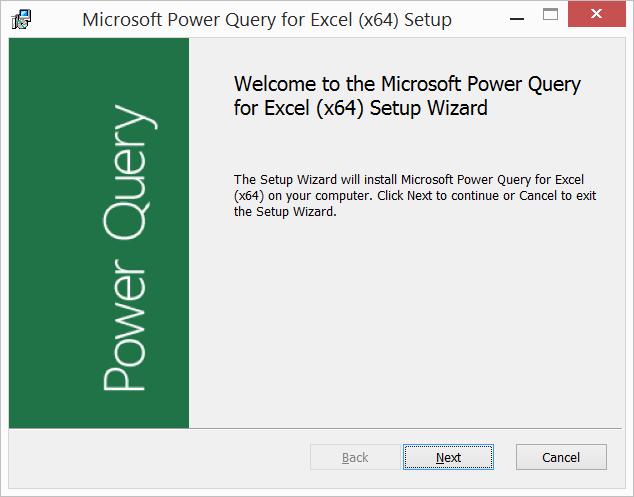 Microsoft Power Query for Excel (x64) Setup
Power Query
Welcome to the Microsoft Power Query
for Excel (x64) Setup Wizard
The Setup Wizard will install Microsoft Power Query for Excel
(x64) on your computer. Click Next to continue or Cancel to exit
the Setup Wizard.
Back Next Cancel